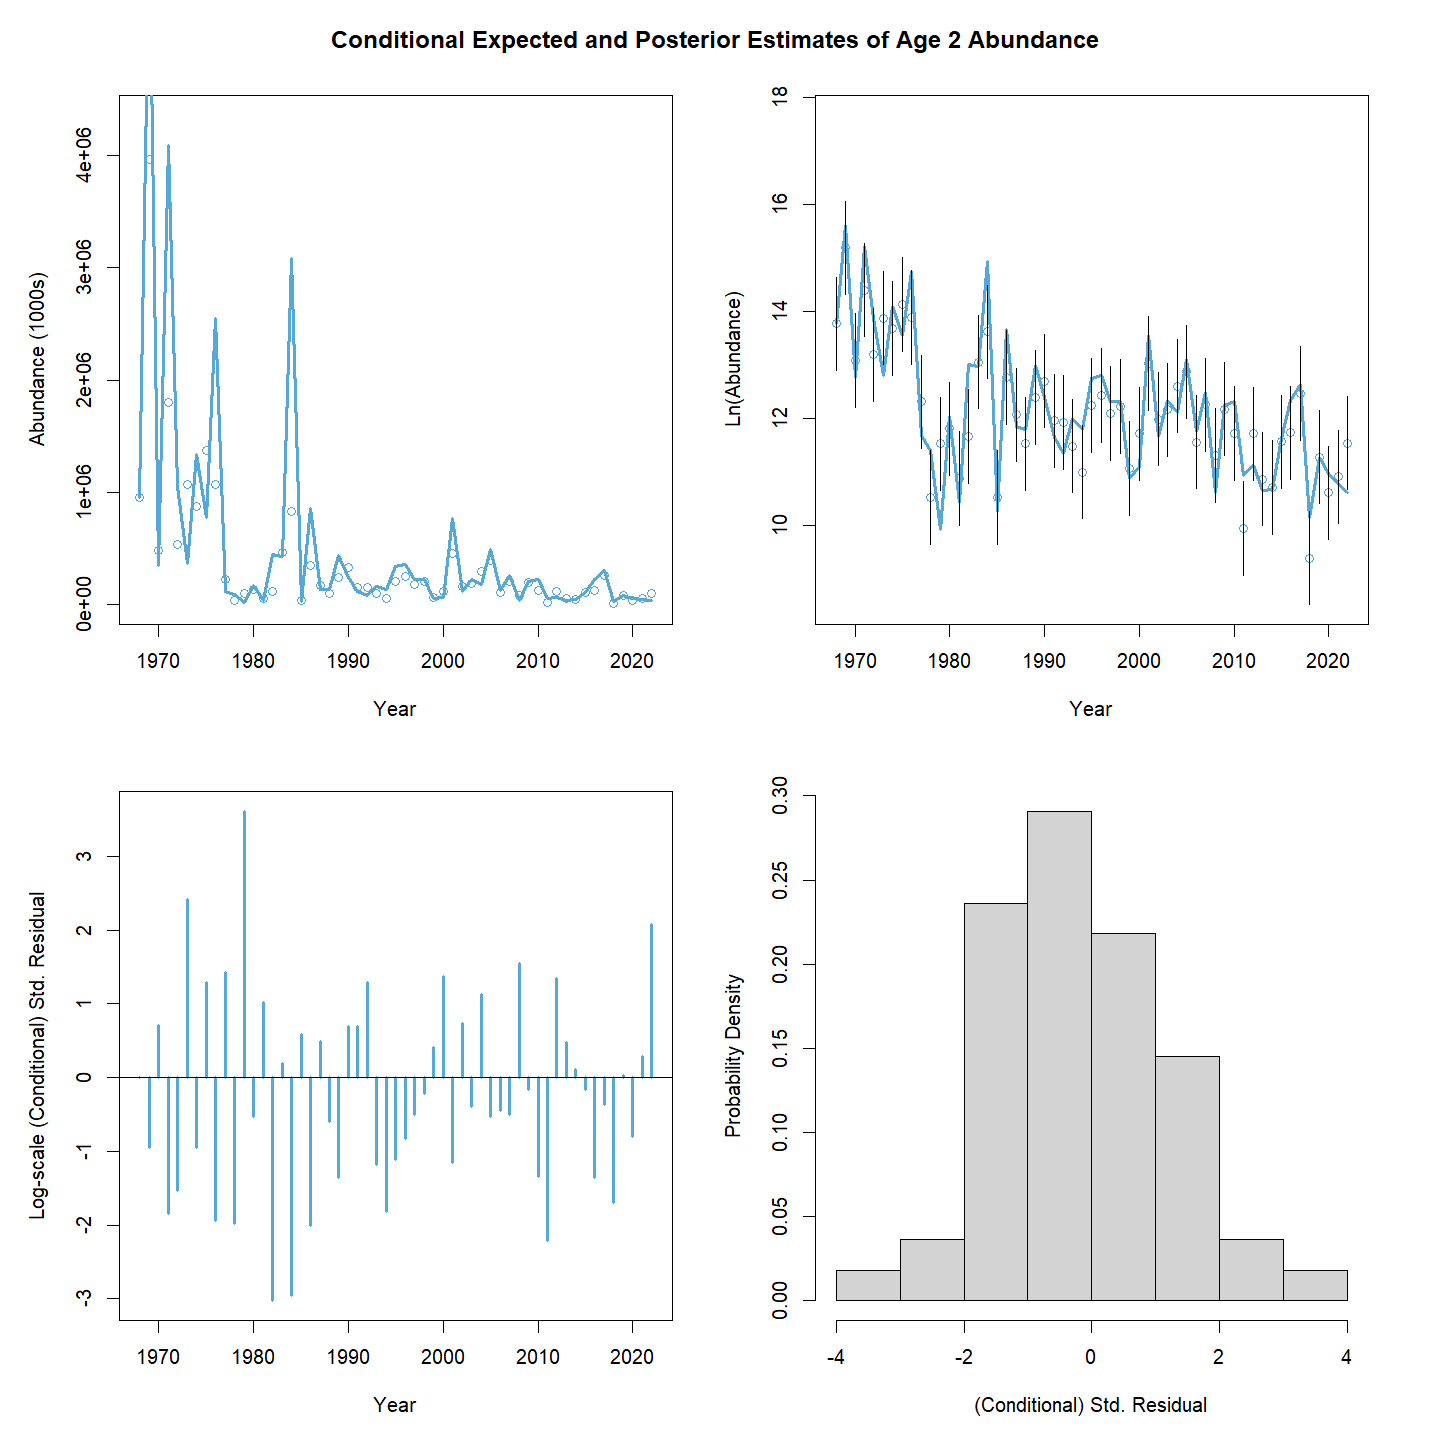 Conditional Expected and Posterior Estimates of Age 2 Abundance
Abundance (1000s)
4e+06
3e+06
2e+06
1e+06
0e+00
1970 1980 1990 2000 2010 2020
Year
Ln(Abundance)
18
16
14
12
10
1970 1980 1990 2000 2010 2020
Year
Log-scale (Conditional) Std. Residual
3
2
1
0
-1
-2
-3
1970 1980 1990 2000 2010 2020
Year
Probability Density
0.30
0.25
0.20
0.15
0.10
0.05
0.00
-4 -2 0 2 4
(Conditional) Std. Residual